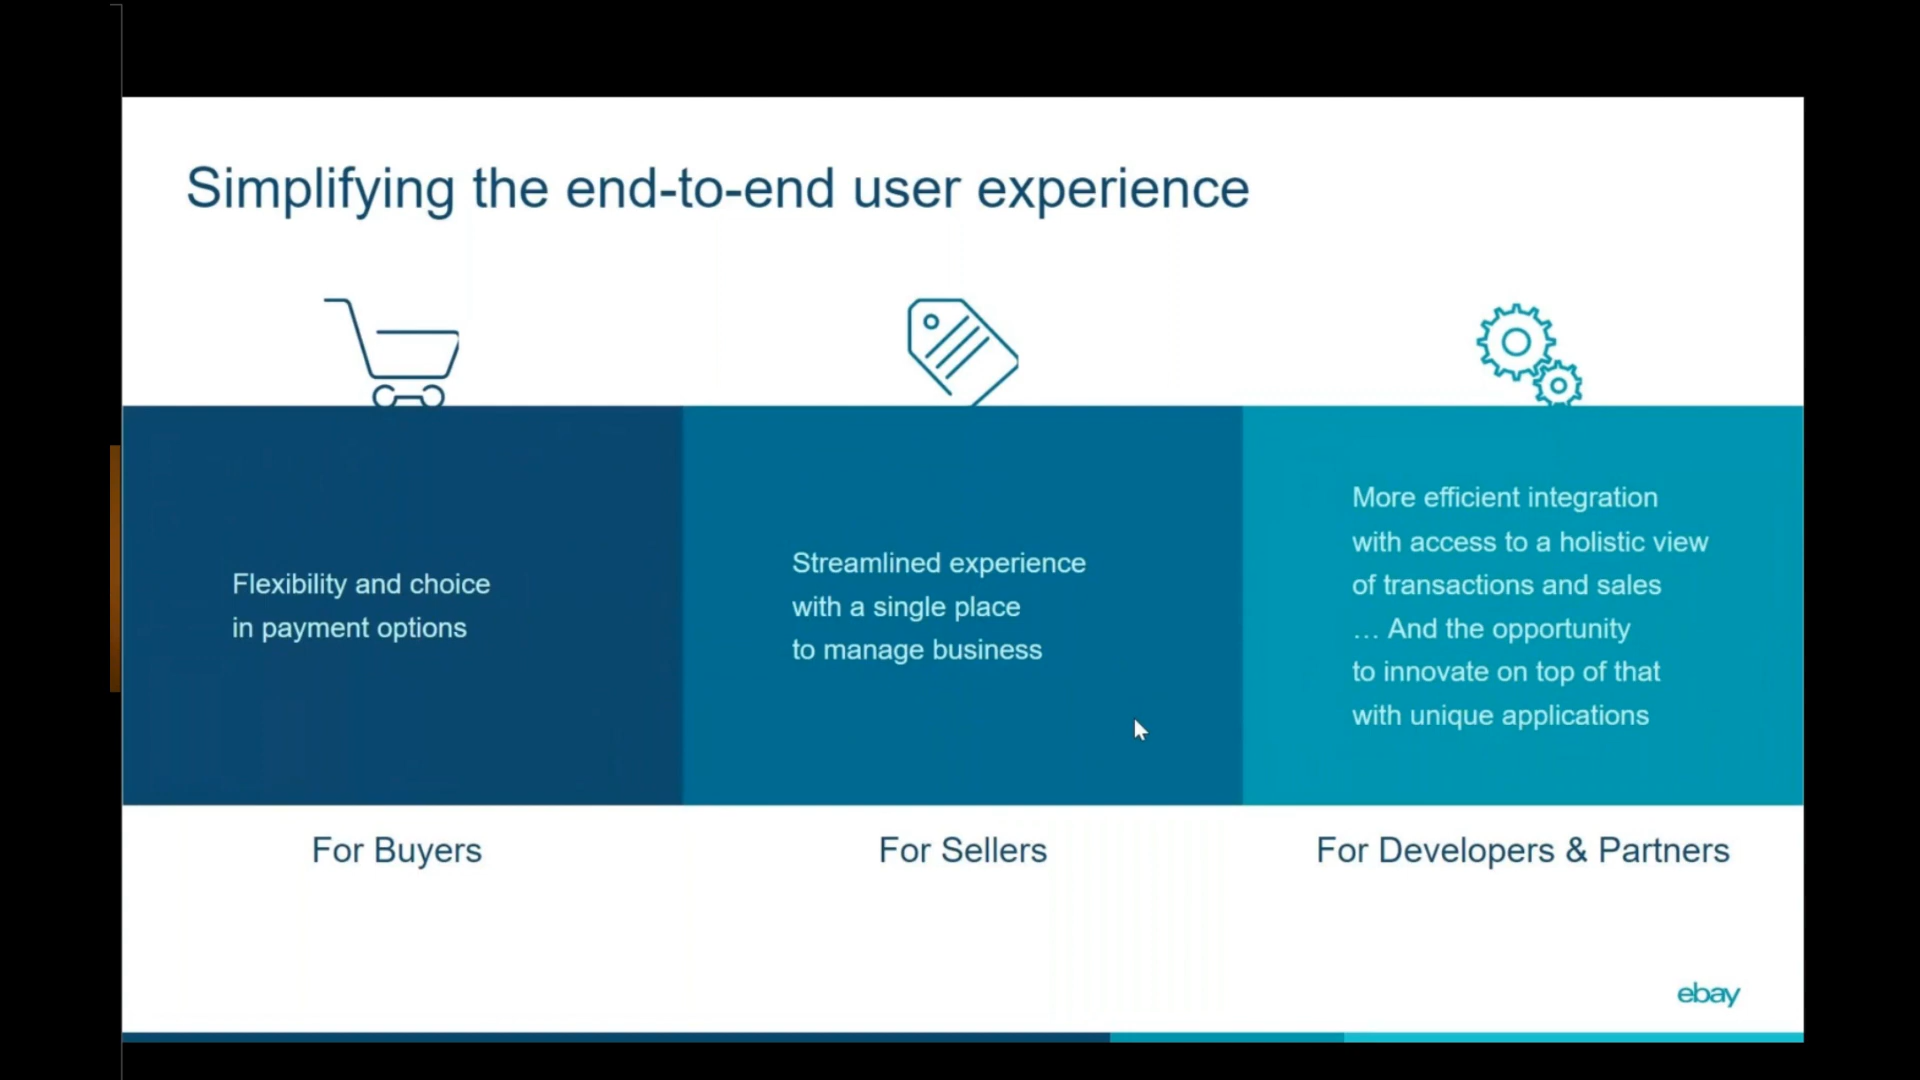 Simplifying the end-to-end user experience
Flexibility and choice
in payment options
For Buyers
Streamlined experience
with a single place
to manage business
For Sellers
More efficient integration
with access to a holistic view
of transactions and sales
… And the opportunity
to innovate on top of that
with unique applications
For Developers & Partners
ebay